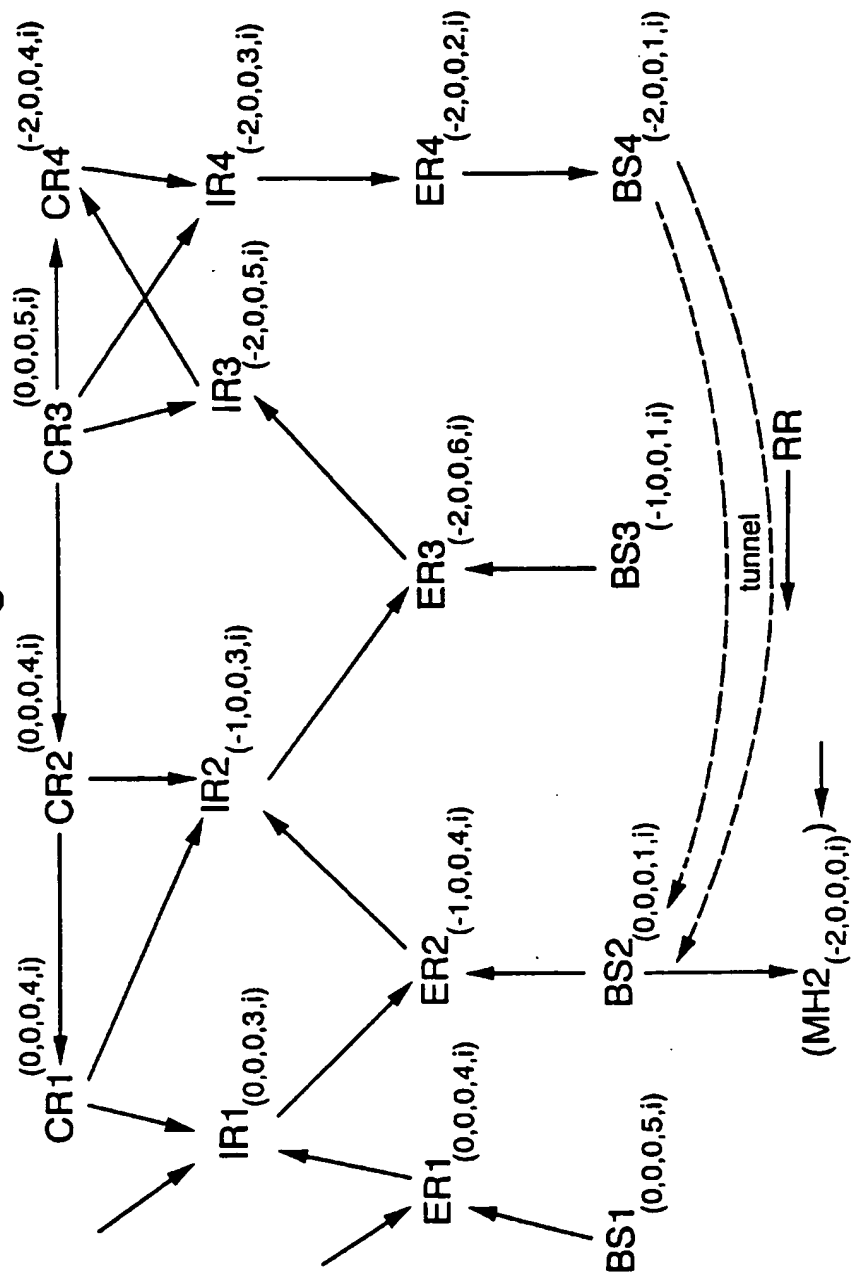 CR1(0,0,0,4,i)
CR2(0,0,0,4,i)
CR3(0,0,0,5,i)
CR4(-2,0,0,4,i)
IR1(0,0,0,3,i)
IR2(-1,0,0,3,i)
IR3(-2,0,0,5,i)
IR4(-2,0,0,3,i)
ER1(0,0,0,4,i)
ER2(-1,0,0,4,i)
ER3(-2,0,0,6,i)
ER4(-2,0,0,2,i)
BS1(0,0,0,5,i)
BS2(0,0,0,1,i)
BS3(-1,0,0,1,i)
BS4(-2,0,0,1,i)
tunnel
RR
(MH2(-2,0,0,0,i))